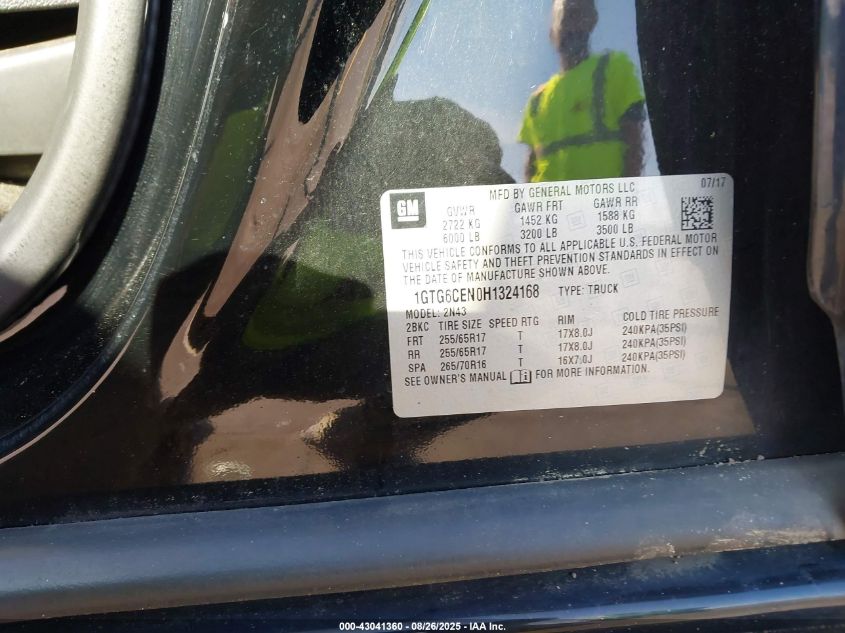 MFD BY GENERAL MOTORS LLC 07/17
GM
GVWR GAWR FRT GAWR RR
2722 KG 1452 KG 1588 KG
6000 LB 3200 LB 3500 LB
THIS VEHICLE CONFORMS TO ALL APPLICABLE U.S. FEDERAL MOTOR
VEHICLE SAFETY AND THEFT PREVENTION STANDARDS IN EFFECT ON
THE DATE OF MANUFACTURE SHOWN ABOVE.
1GTG6CEN0H1324168 TYPE: TRUCK
MODEL: 2N43
2BKC TIRE SIZE SPEED RTG RIM COLD TIRE PRESSURE
FRT 255/65R17 T 17X8.0J 240KPA(35PSI)
RR 255/65R17 T 17X8.0J 240KPA(35PSI)
SPA 265/70R16 T 16X7.0J 240KPA(35PSI)
SEE OWNER'S MANUAL FOR MORE INFORMATION.
000-43041360 - 08/26/2025 - IAA Inc.